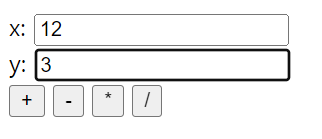 x: 12
y: 3
+ - * /